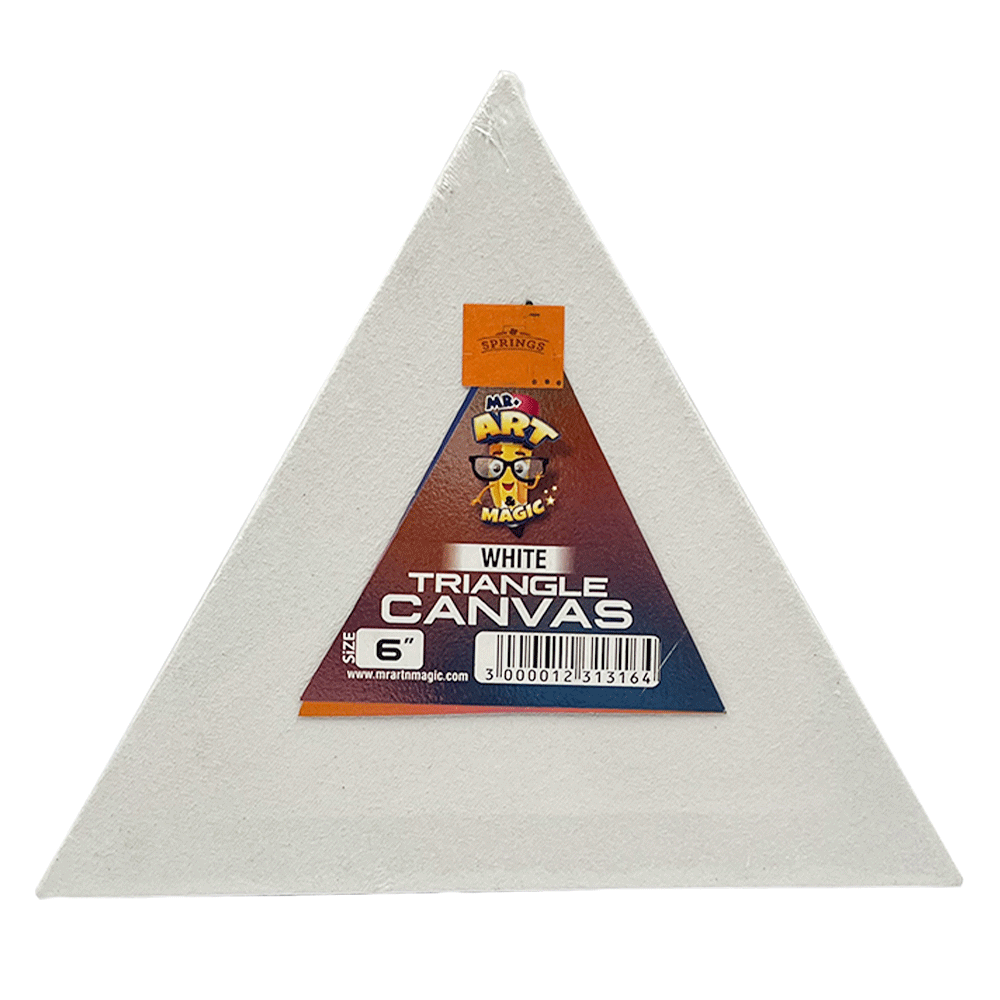 &
SPRINGS
MR.
ART
&
MAGIC
WHITE
TRIANGLE
CANVAS
SiZE
6"
www.mrartnmagic.com
3 000012 313164